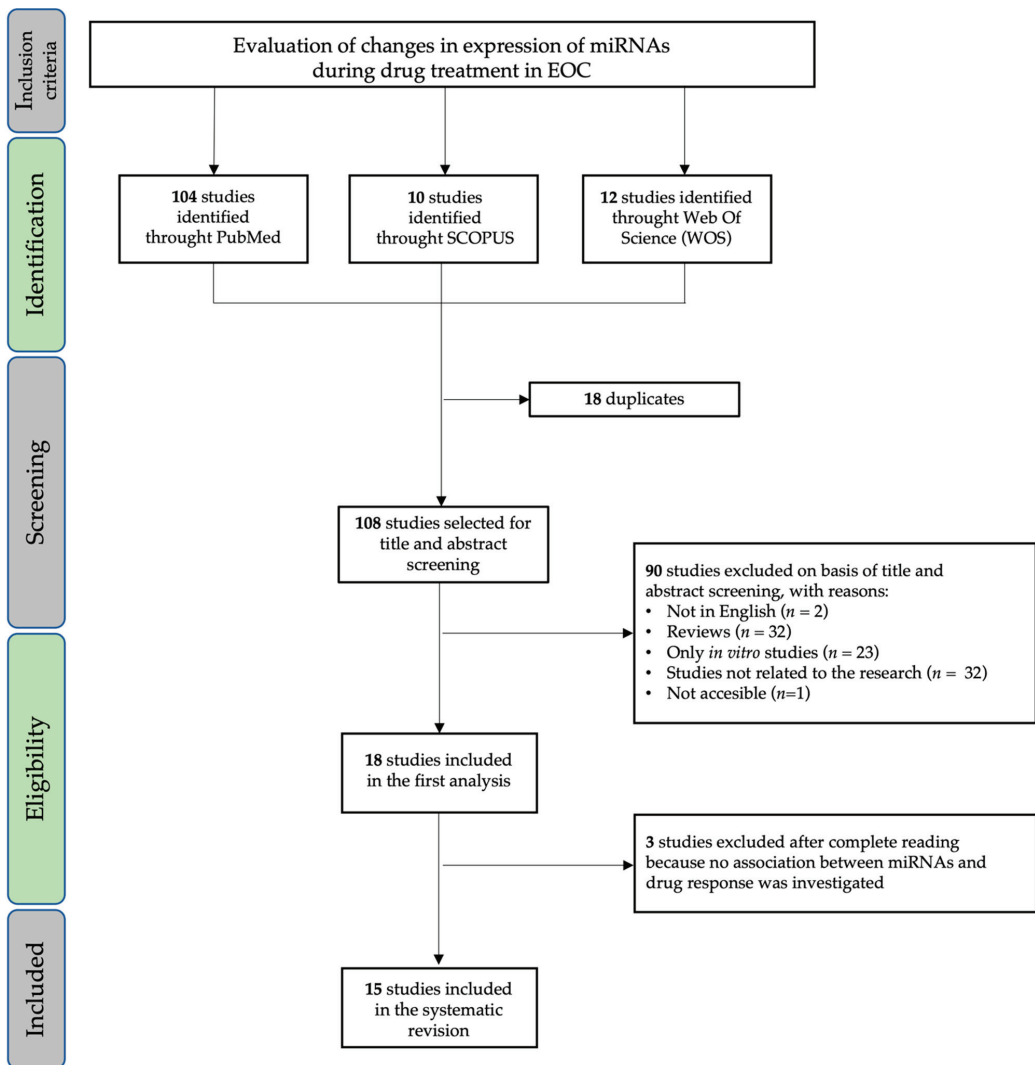 Inclusion
criteria
Evaluation of changes in expression of miRNAs
during drug treatment in EOC
Identification
104 studies
identified
throught PubMed
10 studies
identified
throught SCOPUS
12 studies identified
throught Web Of
Science (WOS)
Screening
18 duplicates
108 studies selected for
title and abstract
screening
90 studies excluded on basis of title and
abstract screening, with reasons:
• Not in English (n = 2)
• Reviews (n = 32)
• Only in vitro studies (n = 23)
• Studies not related to the research (n = 32)
• Not accesible (n=1)
Eligibility
18 studies included
in the first analysis
3 studies excluded after complete reading
because no association between miRNAs and
drug response was investigated
Included
15 studies included
in the systematic
revision